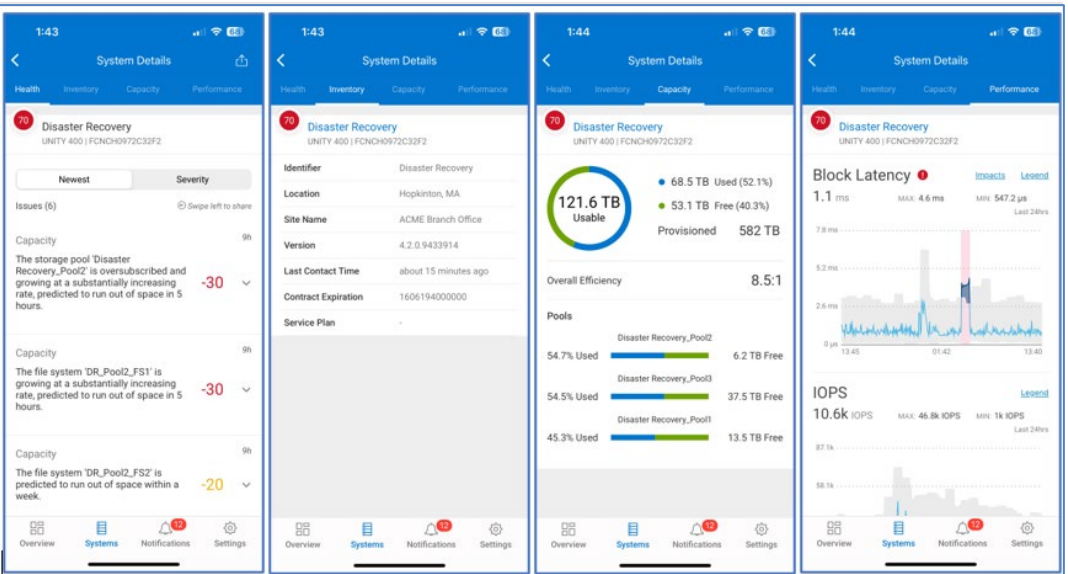 1:43
68
System Details
Health Inventory Capacity Performance
70
Disaster Recovery
UNITY 400 | FCNCH0972C32F2
Newest Severity
Issues (6) Swipe left to share
Capacity 9h
The storage pool 'Disaster
Recovery_Pool2' is oversubscribed and
growing at a substantially increasing
rate, predicted to run out of space in 5
hours.
-30
Capacity 9h
The file system 'DR_Pool2_FS1' is
growing at a substantially increasing
rate, predicted to run out of space in 5
hours.
-30
Capacity 9h
The file system 'DR_Pool2_FS2' is
predicted to run out of space within a
week.
-20
12
Overview Systems Notifications Settings
1:43
68
System Details
Health Inventory Capacity Performance
70
Disaster Recovery
UNITY 400 | FCNCH0972C32F2
Identifier Disaster Recovery
Location Hopkinton, MA
Site Name ACME Branch Office
Version 4.2.0.9433914
Last Contact Time about 15 minutes ago
Contract Expiration 1606194000000
Service Plan -
12
Overview Systems Notifications Settings
1:44
68
System Details
Health Inventory Capacity Performance
70
Disaster Recovery
UNITY 400 | FCNCH0972C32F2
121.6 TB
Usable
68.5 TB Used (52.1%)
53.1 TB Free (40.3%)
Provisioned 582 TB
Overall Efficiency 8.5:1
Pools
Disaster Recovery_Pool2
54.7% Used 6.2 TB Free
Disaster Recovery_Pool3
54.5% Used 37.5 TB Free
Disaster Recovery_Pool1
45.3% Used 13.5 TB Free
12
Overview Systems Notifications Settings
1:44
68
System Details
Health Inventory Capacity Performance
70
Disaster Recovery
UNITY 400 | FCNCH0972C32F2
Block Latency ! Impacts Legend
1.1 ms MAX: 4.6 ms MIN: 547.2 µs
Last 24hrs
7.8 ms
5.2 ms
2.6 ms
0 µs
13:45 01:42 13:40
IOPS Legend
10.6k IOPS MAX: 46.8k IOPS MIN: 1k IOPS
Last 24hrs
87.1k
58.1k
12
Overview Systems Notifications Settings